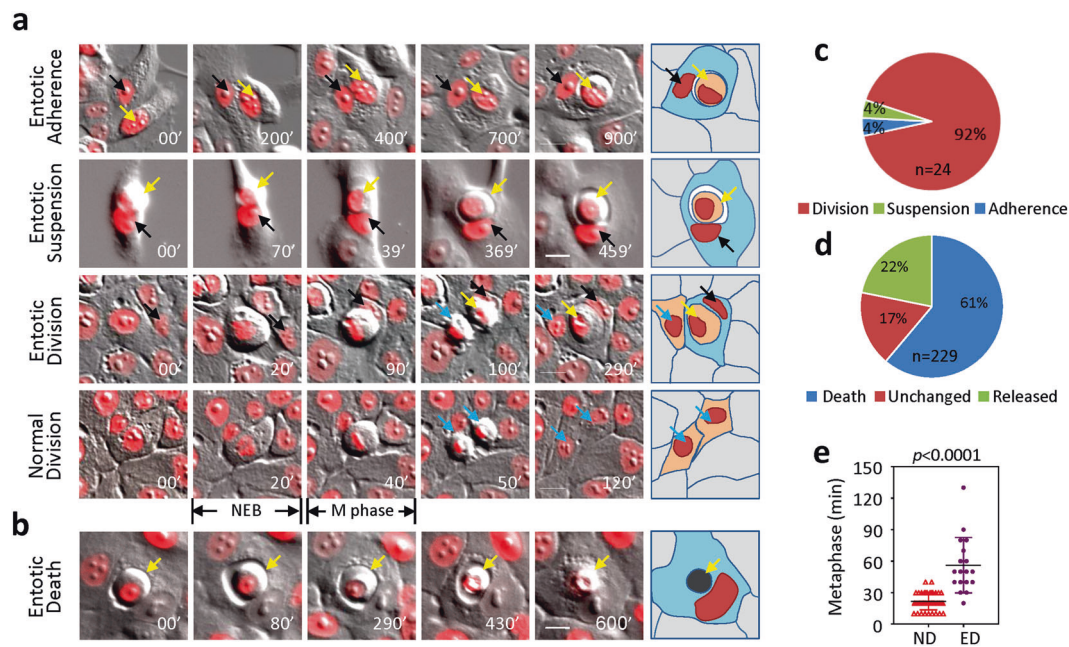 a
Entotic
Adherence
00’
200’
400’
700’
900’
Entotic
Suspension
00’
70’
39’
369’
459’
Entotic
Division
00’
20’
90’
100’
290’
Normal
Division
00’
20’
40’
50’
120’
NEB
M phase
b
Entotic
Death
00’
80’
290’
430’
600’
c
4%
4%
92%
n=24
Division Suspension Adherence
d
22%
61%
17%
n=229
Death Unchanged Released
e
p<0.0001
Metaphase (min)
150
120
90
60
30
0
ND ED